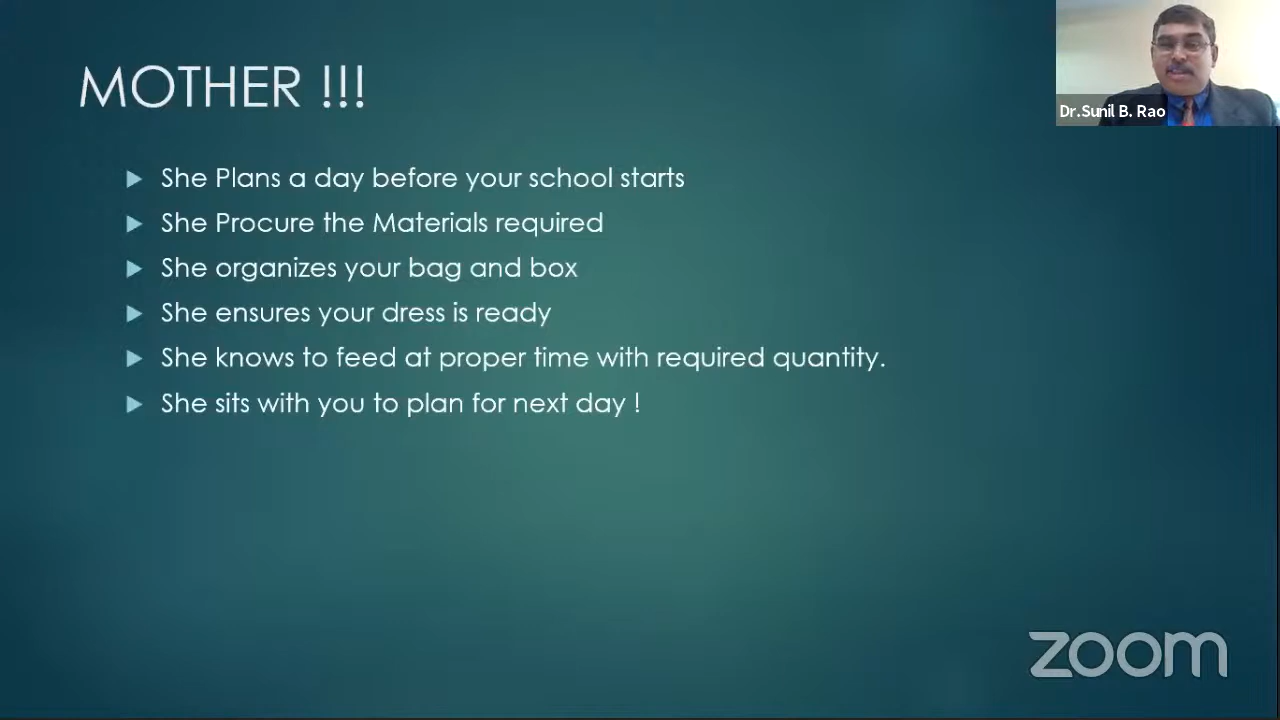 MOTHER !!!
She Plans a day before your school starts
She Procure the Materials required
She organizes your bag and box
She ensures your dress is ready
She knows to feed at proper time with required quantity.
She sits with you to plan for next day !
Dr.Sunil B. Rao
zoom